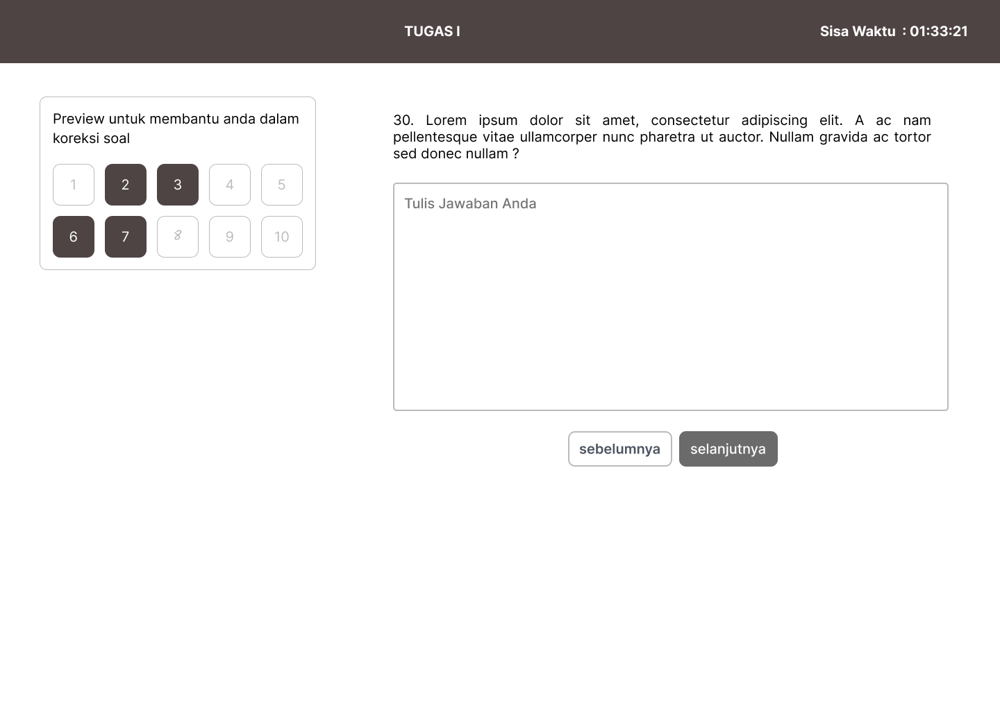 TUGAS I
Sisa Waktu : 01:33:21
Preview untuk membantu anda dalam
koreksi soal
1 2 3 4 5
6 7 8 9 10
30. Lorem ipsum dolor sit amet, consectetur adipiscing elit. A ac nam
pellentesque vitae ullamcorper nunc pharetra ut auctor. Nullam gravida ac tortor
sed donec nullam ?
Tulis Jawaban Anda
sebelumnya
selanjutnya